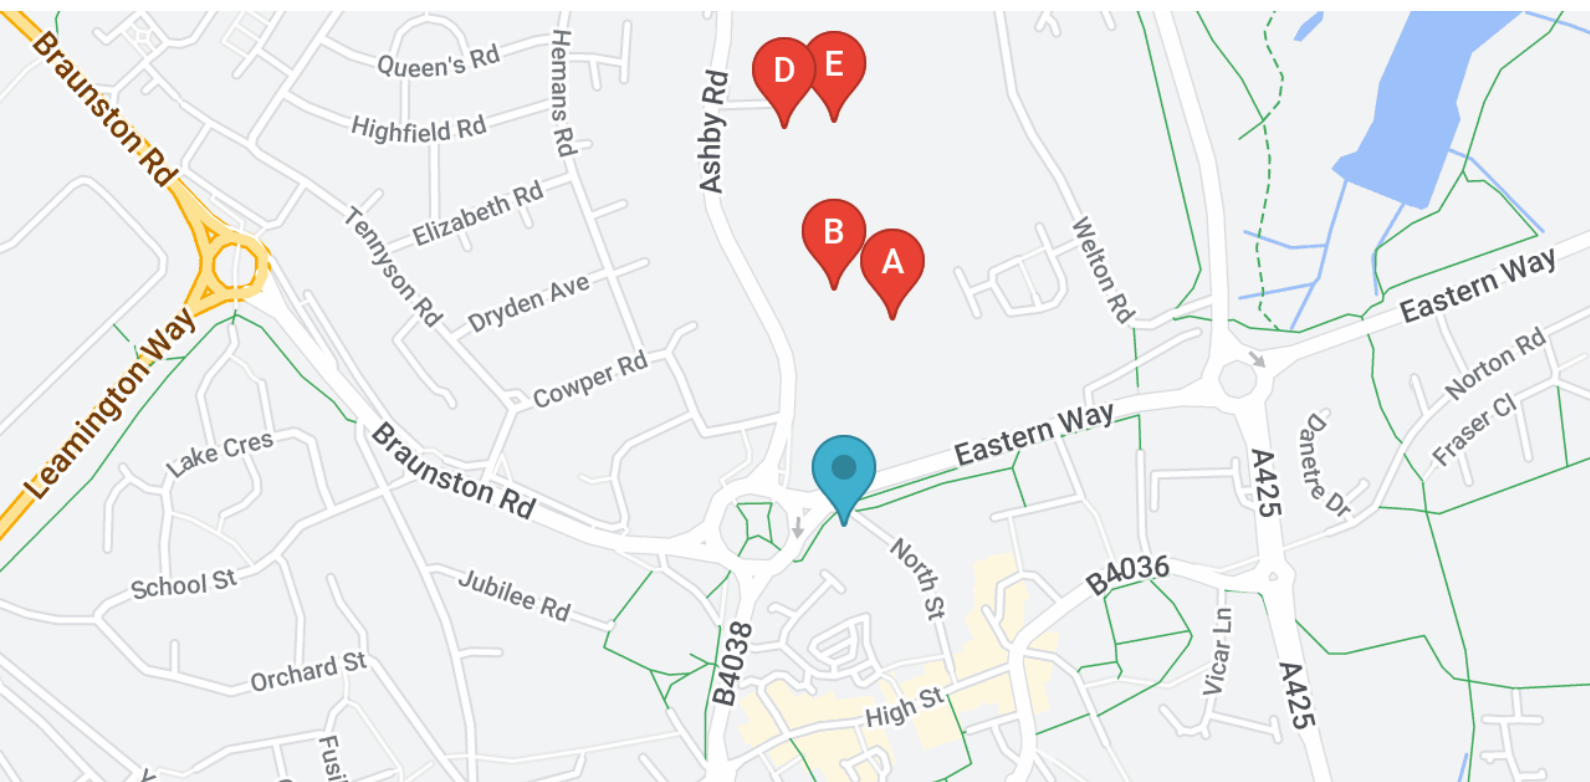 Braunston Rd
Queen's Rd
Hemans Rd
Highfield Rd
Ashby Rd
D
E
Elizabeth Rd
Tennyson Rd
Dryden Ave
B
A
Welton Rd
Eastern Way
Leamington Way
Cowper Rd
Norton Rd
Fraser Cl
Lake Cres
Braunston Rd
Eastern Way
Danetre Dr
A425
School St
Jubilee Rd
North St
B4036
Vicar Ln
Orchard St
B4038
High St
A425
Fusil